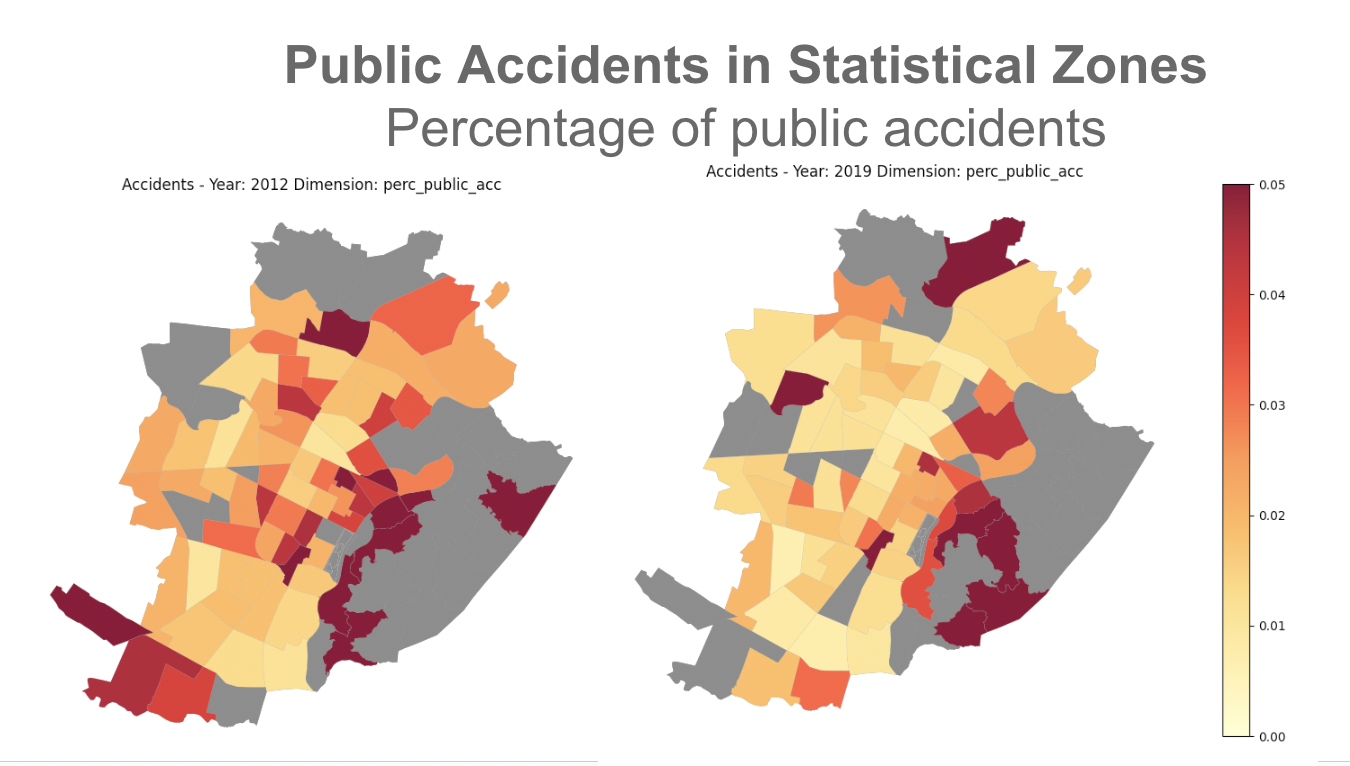 Public Accidents in Statistical Zones
Percentage of public accidents
Accidents - Year: 2012 Dimension: perc_public_acc
Accidents - Year: 2019 Dimension: perc_public_acc
0.05
0.04
0.03
0.02
0.01
0.00